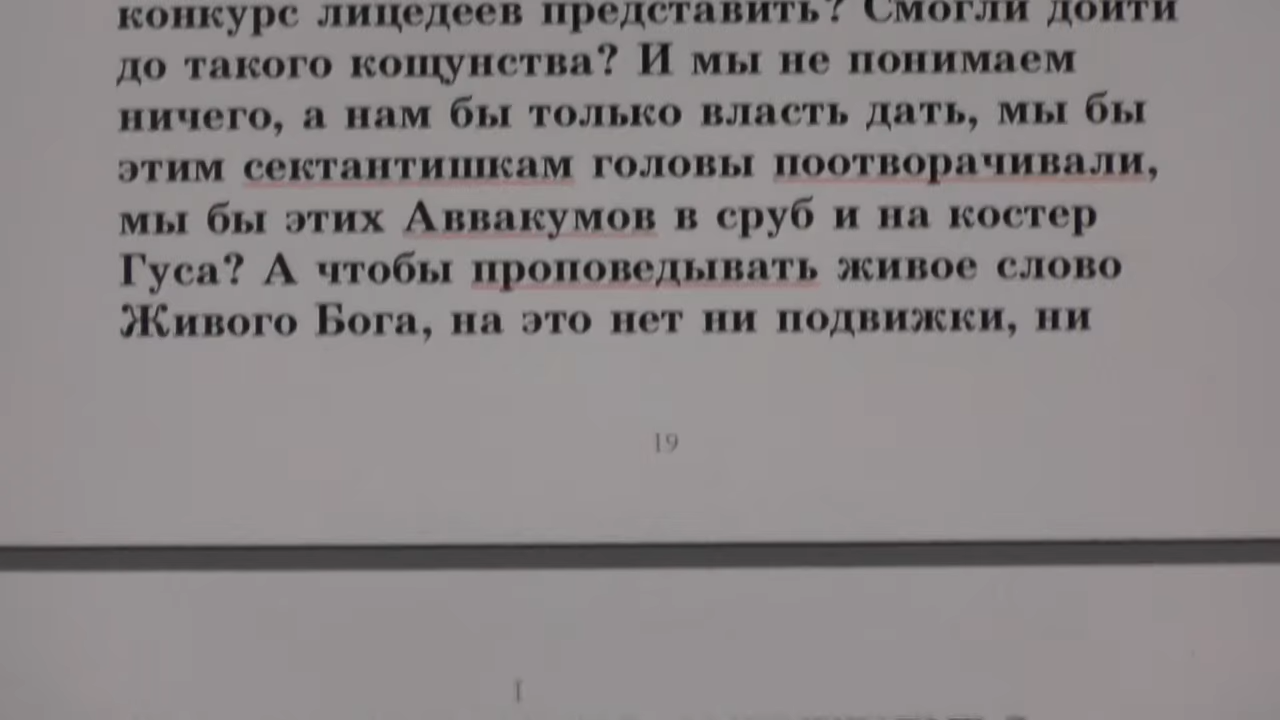 конкурс лицедеев представить? Смогли дойти
до такого кощунства? И мы не понимаем
ничего, а нам бы только власть дать, мы бы
этим сектантишкам головы поотворачивали,
мы бы этих Аввакумов в сруб и на костер
Гуса? А чтобы проповедывать живое слово
Живого Бога, на это нет ни подвижки, ни
19